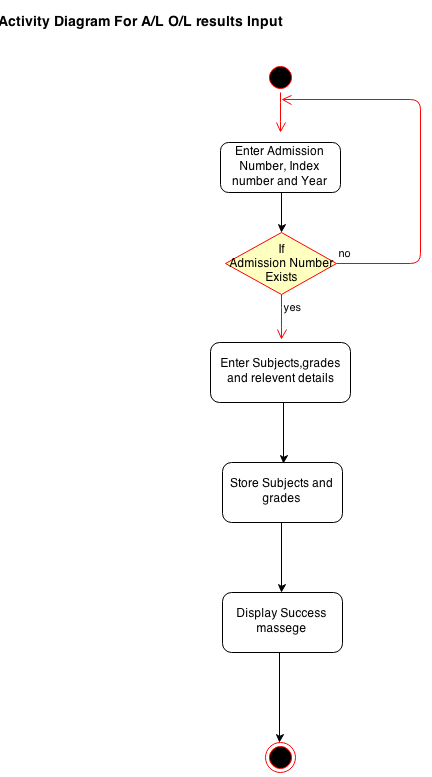 Activity Diagram For A/L O/L results Input
Enter Admission
Number, Index
number and Year
If
Admission Number
Exists
no
yes
Enter Subjects,grades
and relevent details
Store Subjects and
grades
Display Success
massege